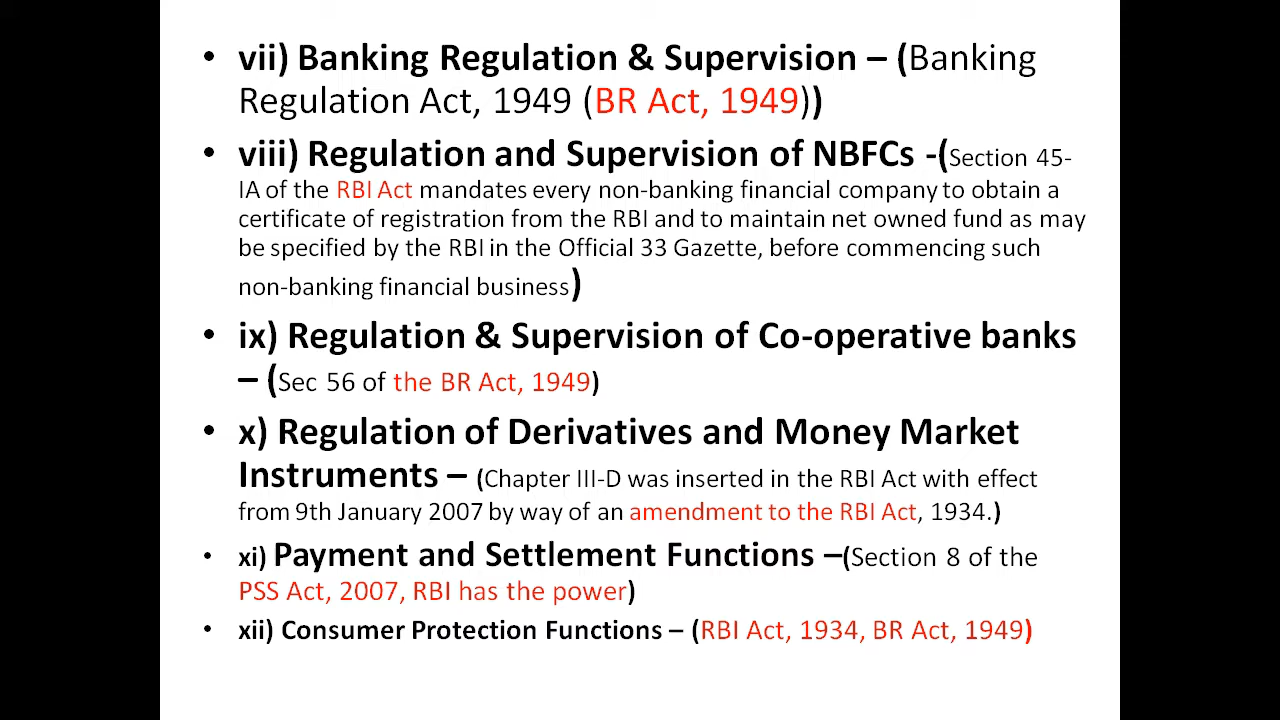 • vii) Banking Regulation & Supervision – (Banking
Regulation Act, 1949 (BR Act, 1949))
• viii) Regulation and Supervision of NBFCs -(Section 45-
IA of the RBI Act mandates every non-banking financial company to obtain a
certificate of registration from the RBI and to maintain net owned fund as may
be specified by the RBI in the Official 33 Gazette, before commencing such
non-banking financial business)
• ix) Regulation & Supervision of Co-operative banks
– (Sec 56 of the BR Act, 1949)
• x) Regulation of Derivatives and Money Market
Instruments – (Chapter III-D was inserted in the RBI Act with effect
from 9th January 2007 by way of an amendment to the RBI Act, 1934.)
• xi) Payment and Settlement Functions –(Section 8 of the
PSS Act, 2007, RBI has the power)
• xii) Consumer Protection Functions – (RBI Act, 1934, BR Act, 1949)